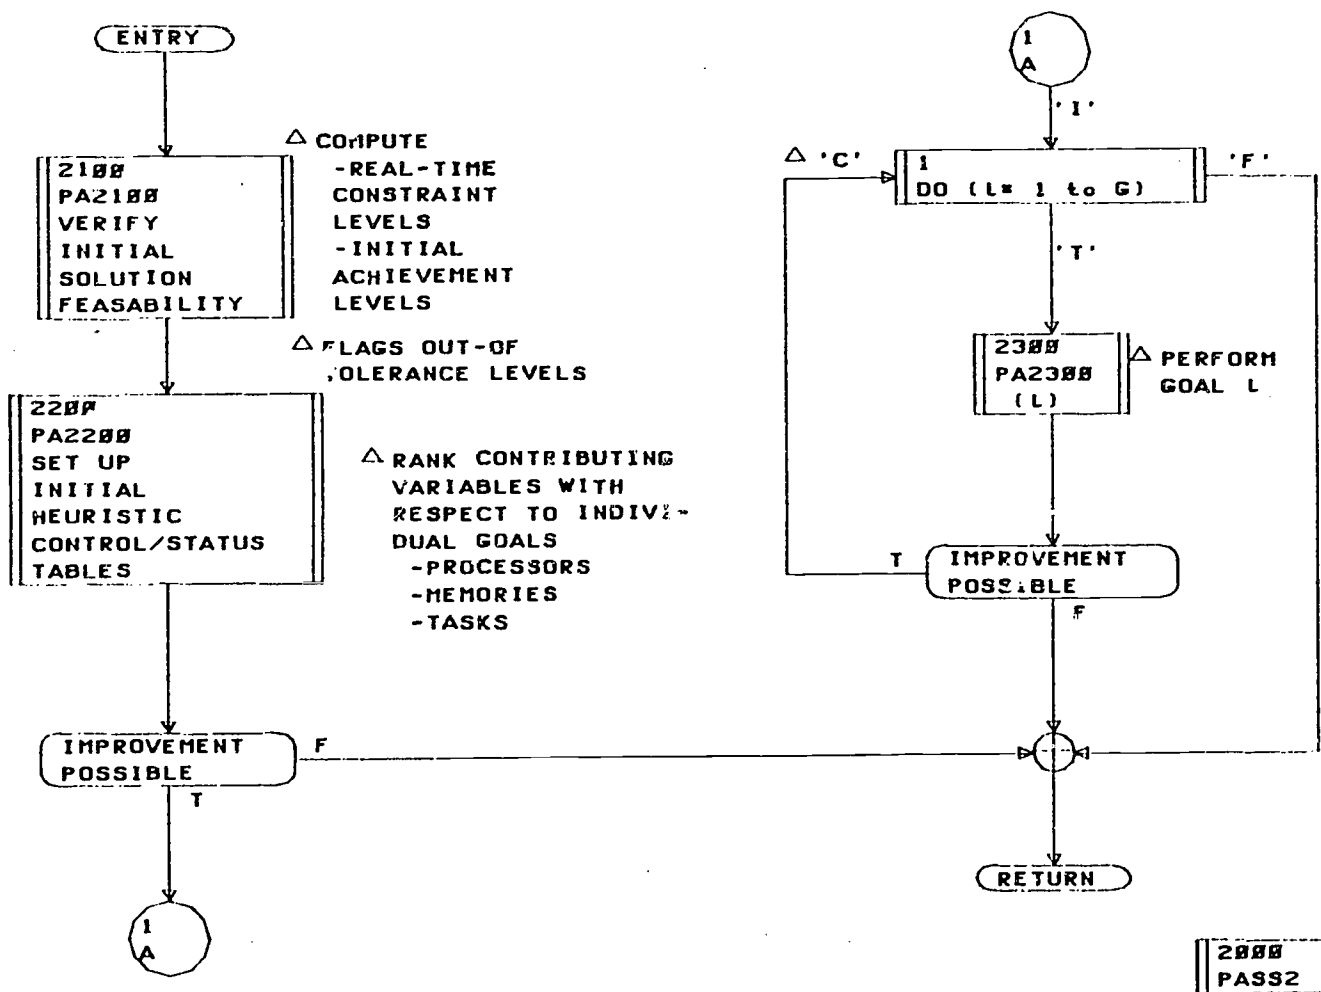 ENTRY
2100
PA2100
VERIFY
INITIAL
SOLUTION
FEASABILITY
△ COMPUTE
-REAL-TIME
CONSTRAINT
LEVELS
-INITIAL
ACHIEVEMENT
LEVELS
△ FLAGS OUT-OF
TOLERANCE LEVELS
2200
PA2200
SET UP
INITIAL
HEURISTIC
CONTROL/STATUS
TABLES
△ RANK CONTRIBUTING
VARIABLES WITH
RESPECT TO INDIVI-
DUAL GOALS
-PROCESSORS
-MEMORIES
-TASKS
IMPROVEMENT
POSSIBLE
F
T
1
A
1
A
'I'
△ 'C'
1
DO (L= 1 to G)
'F'
'T'
2300
PA2300
(L)
△ PERFORM
GOAL L
T
IMPROVEMENT
POSSIBLE
F
RETURN
2000
PASS2